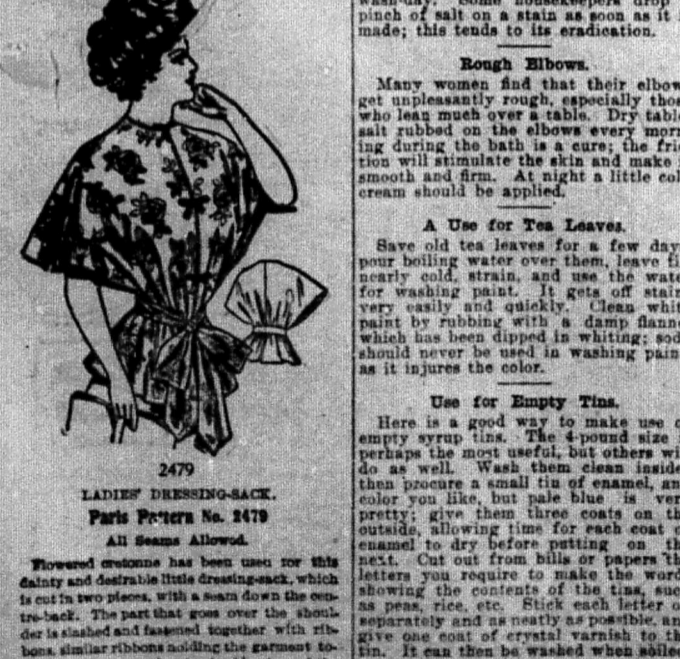 2479
LADIES' DRESSING-SACK.
Paris Pattern No. 2479
All Seams Allowed.
Flowered cretonne has been used for this
dainty and desirable little dressing-sack, which
is cut in two pieces, with a seam down the cen-
tre-back. The part that goes over the shoul-
der is slashed and fastened together with rib-
bons, similar ribbons holding the garment to-
wash-day. Some housekeepers drop
pinch of salt on a stain as soon as it
made; this tends to its eradication.
Rough Elbows.
Many women find that their elbow
get unpleasantly rough, especially thos
who lean much over a table. Dry table
salt rubbed on the elbows every morn
ing during the bath is a cure; the fric
tion will stimulate the skin and make
smooth and firm. At night a little col
cream should be applied.
A Use for Tea Leaves.
Save old tea leaves for a few day
pour boiling water over them, leave ti
nearly cold, strain, and use the wate
for washing paint. It gets off stain
very easily and quickly. Clean whit
paint by rubbing with a damp flanne
which has been dipped in whiting; sod
should never be used in washing pain
as it injures the color.
Use for Empty Tins.
Here is a good way to make use o
empty syrup tins. The 4-pound size
perhaps the most useful, but others wi
do as well. Wash them clean inside
then procure a small tin of enamel, an
color you like, but pale blue is ver
pretty; give them three coats on th
outside, allowing time for each coat o
enamel to dry before putting on th
next. Cut out from bills or papers th
letters you require to make the word
showing the contents of the tins, suc
as peas, rice, etc. Stick each letter o
separately and as neatly as possible, an
give one coat of crystal varnish to th
tin. It can then be washed when soiled